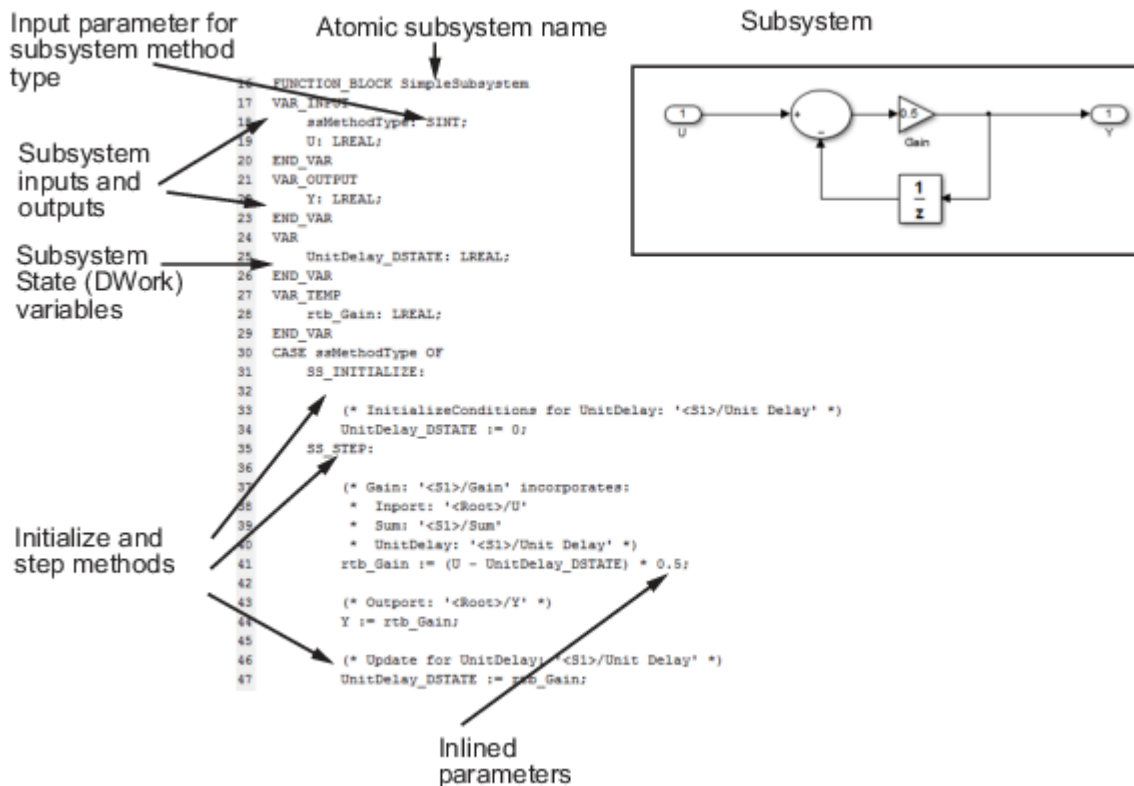 Input parameter for
subsystem method
type
Atomic subsystem name
Subsystem
16 FUNCTION_BLOCK SimpleSubsystem
17 VAR_INPUT
18 ssMethodType: SINT;
19 U: LREAL;
20 END_VAR
21 VAR_OUTPUT
22 Y: LREAL;
23 END_VAR
24 VAR
25 UnitDelay_DSTATE: LREAL;
26 END_VAR
27 VAR_TEMP
28 rtb_Gain: LREAL;
29 END_VAR
30 CASE ssMethodType OF
31 SS_INITIALIZE:
32
33 (* InitializeConditions for UnitDelay: '<S1>/Unit Delay' *)
34 UnitDelay_DSTATE := 0;
35 SS_STEP:
36
37 (* Gain: '<S1>/Gain' incorporates:
38 * Inport: '<Root>/U'
39 * Sum: '<S1>/Sum'
40 * UnitDelay: '<S1>/Unit Delay' *)
41 rtb_Gain := (U - UnitDelay_DSTATE) * 0.5;
42
43 (* Outport: '<Root>/Y' *)
44 Y := rtb_Gain;
45
46 (* Update for UnitDelay: '<S1>/Unit Delay' *)
47 UnitDelay_DSTATE := rtb_Gain;
Subsystem
inputs and
outputs
Subsystem
State (DWork)
variables
Initialize and
step methods
Inlined
parameters
1
U
+
−
0.5
Gain
1
Y
1
z